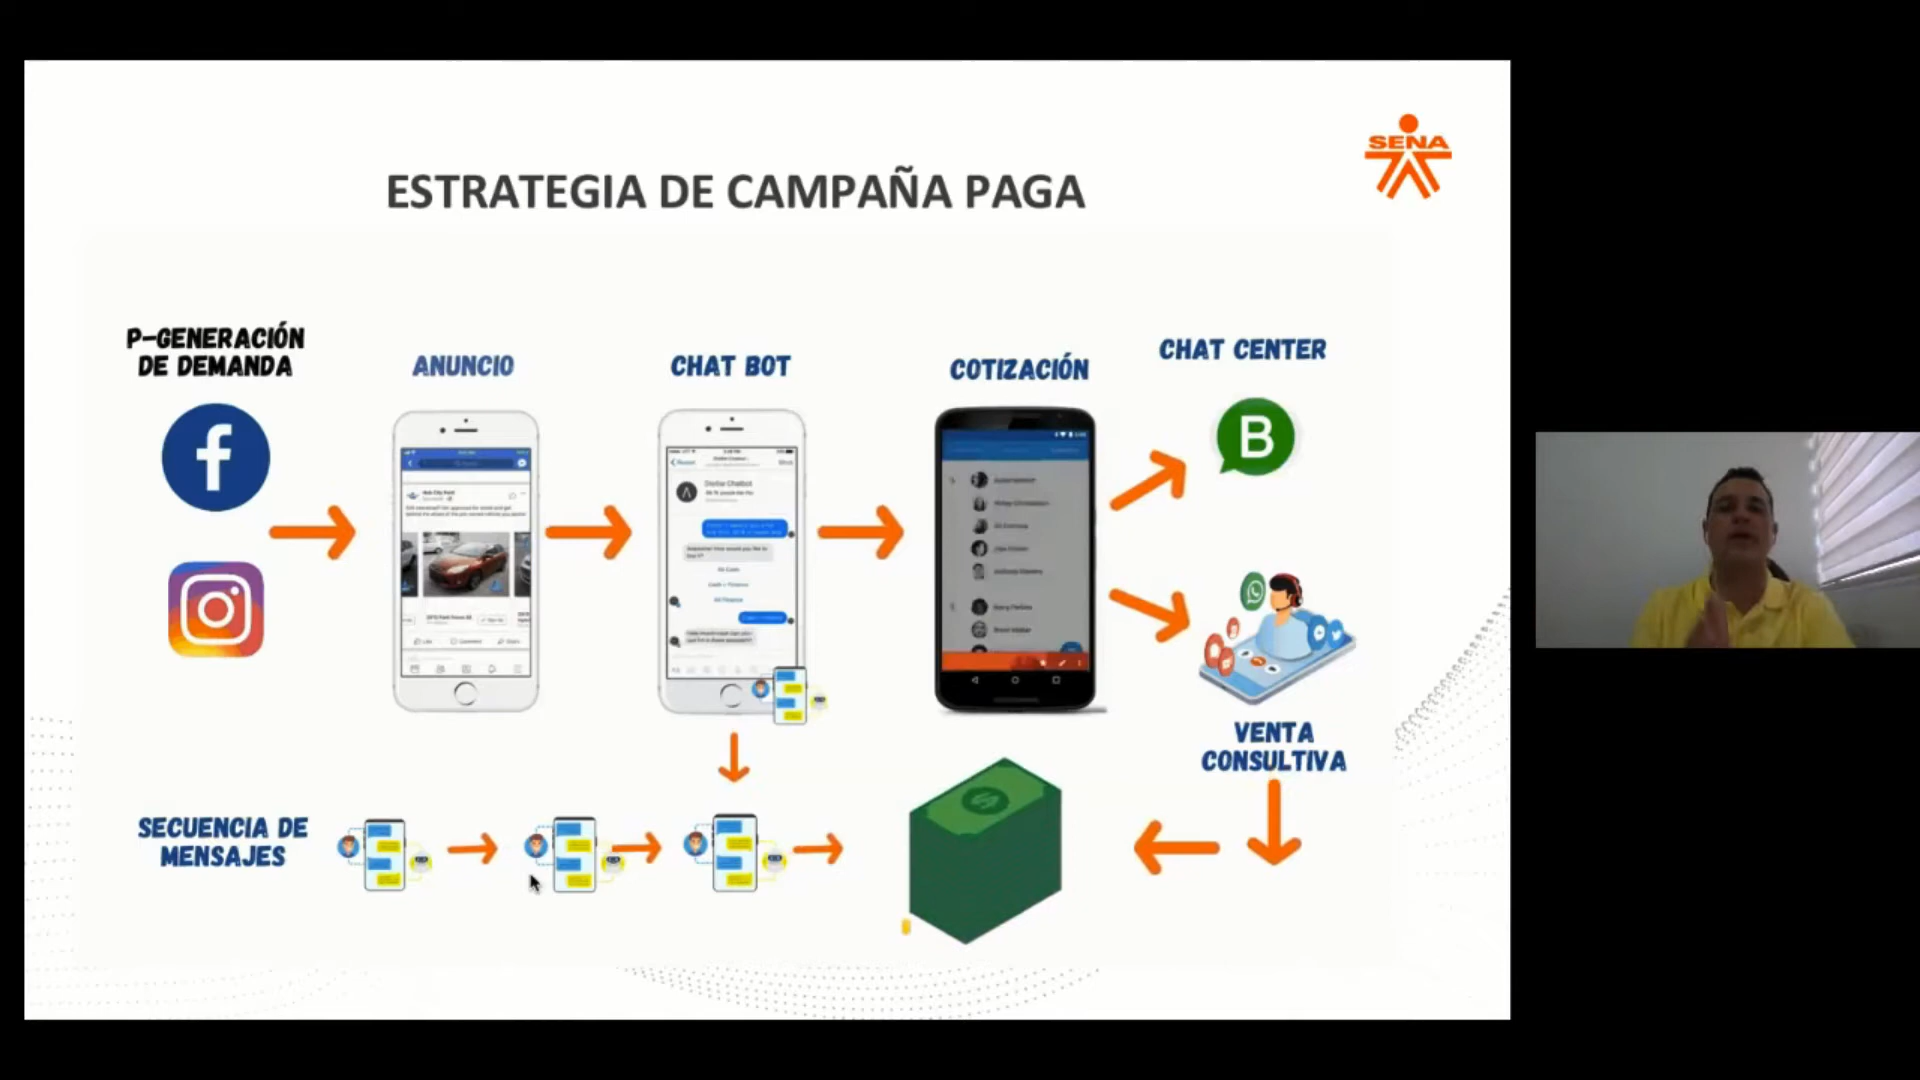 SENA
ESTRATEGIA DE CAMPAÑA PAGA
P-GENERACIÓN
DE DEMANDA
ANUNCIO
CHAT BOT
COTIZACIÓN
CHAT CENTER
B
VENTA
CONSULTIVA
SECUENCIA DE
MENSAJES